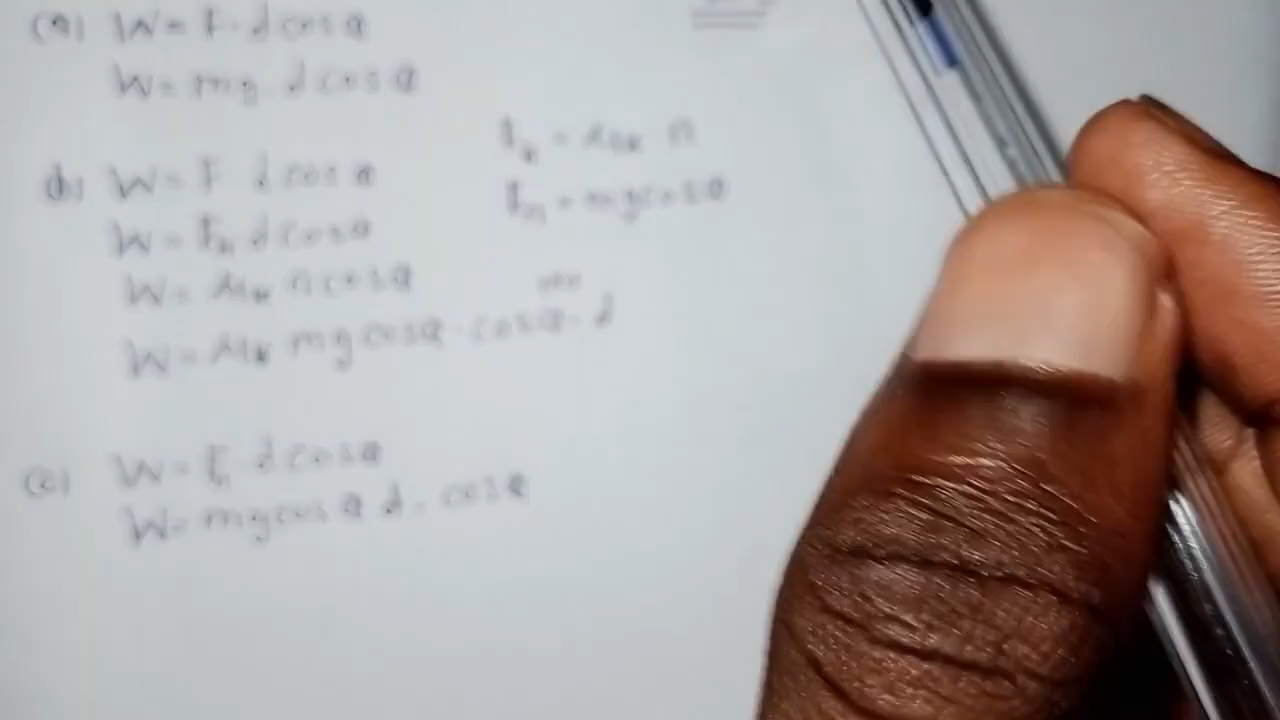 (a) W = F · d cos θ
W = mg · d cos θ
(b) W = F d cos θ
W = Fk d cos θ
W = μk n cos θ
W = μk mg cos θ · cos θ · d
Fk = μk n
Fn = mg cos θ
(c) W = Fn · d cos θ
W = mg cos θ d · cos θ